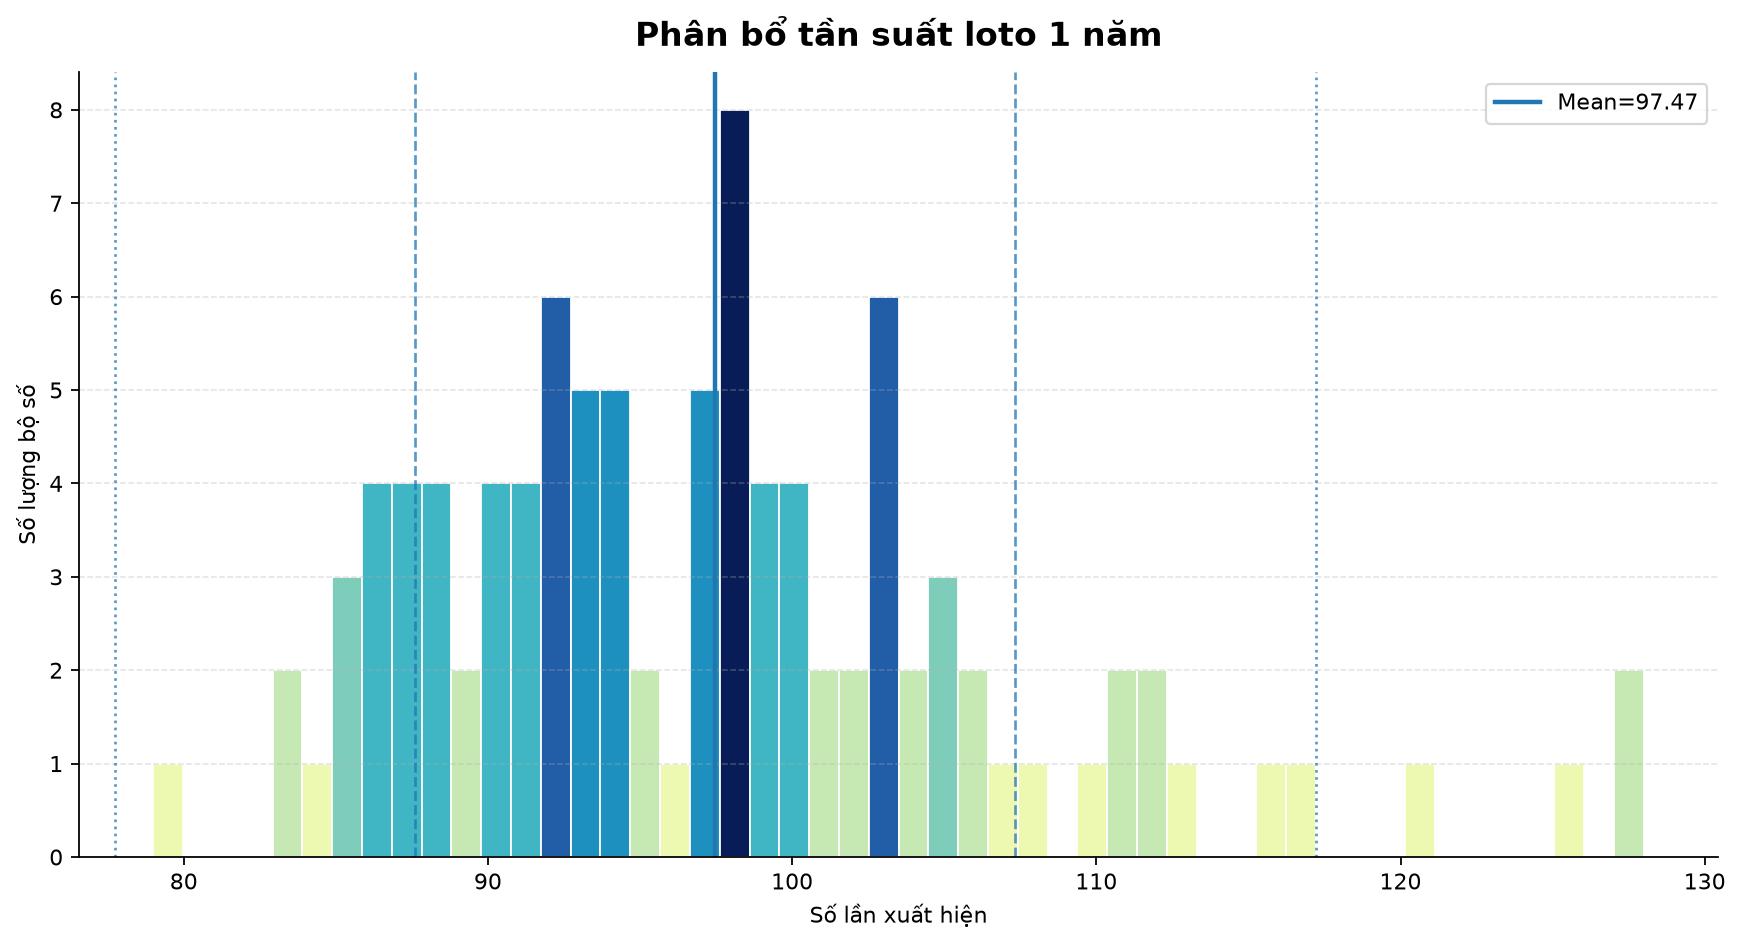 Phân bổ tần suất loto 1 năm
Mean=97.47
Số lượng bộ số
8
7
6
5
4
3
2
1
0
80 90 100 110 120 130
Số lần xuất hiện